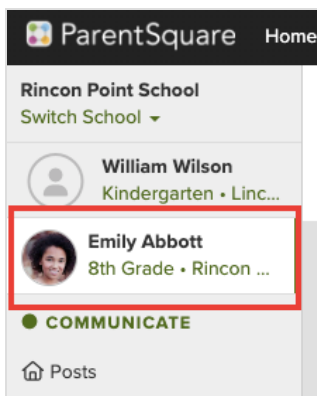 ParentSquare Home
Rincon Point School
Switch School
William Wilson
Kindergarten • Linc...
Emily Abbott
8th Grade • Rincon ...
COMMUNICATE
Posts